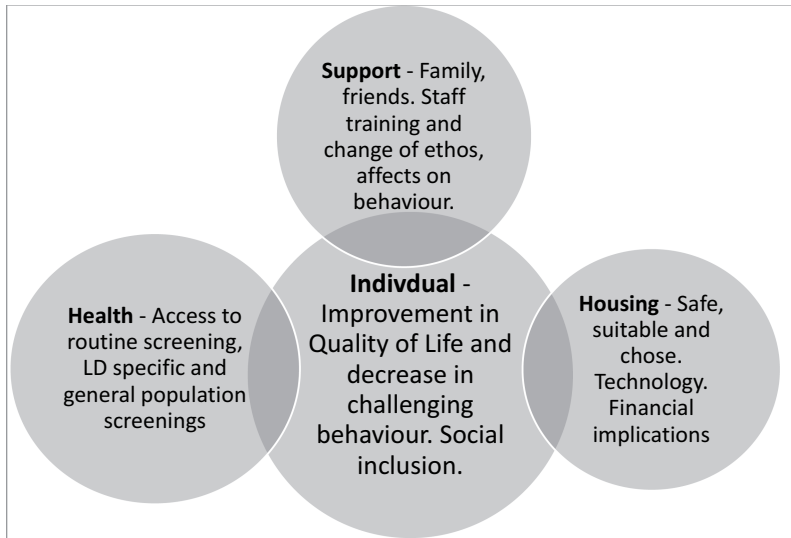 Support - Family,
friends. Staff
training and
change of ethos,
affects on
behaviour.
Health - Access to
routine screening,
LD specific and
general population
screenings
Indivdual -
Improvement in
Quality of Life and
decrease in
challenging
behaviour. Social
inclusion.
Housing - Safe,
suitable and
chose.
Technology.
Financial
implications